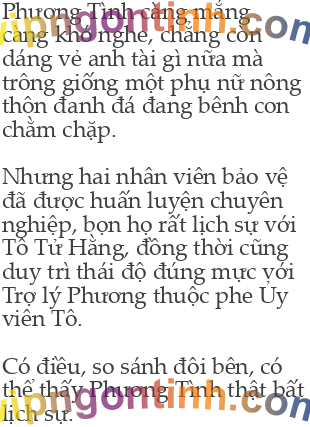 Phương Tình càng mắng
càng khó nghe, chẳng còn
dáng vẻ anh tài gì nữa mà
trông giống một phụ nữ nông
thôn đanh đá đang bênh con
chằm chặp.

Nhưng hai nhân viên bảo vệ
đã được huấn luyện chuyên
nghiệp, bọn họ rất lịch sự với
Tô Tử Hằng, đồng thời cũng
duy trì thái độ đúng mực với
Trợ lý Phương thuộc phe Ủy
viên Tô.

Có điều, so sánh đôi bên, có
thể thấy Phương Tình thật bất
lịch sự.
vipngontinh.com
vipngontinh.com